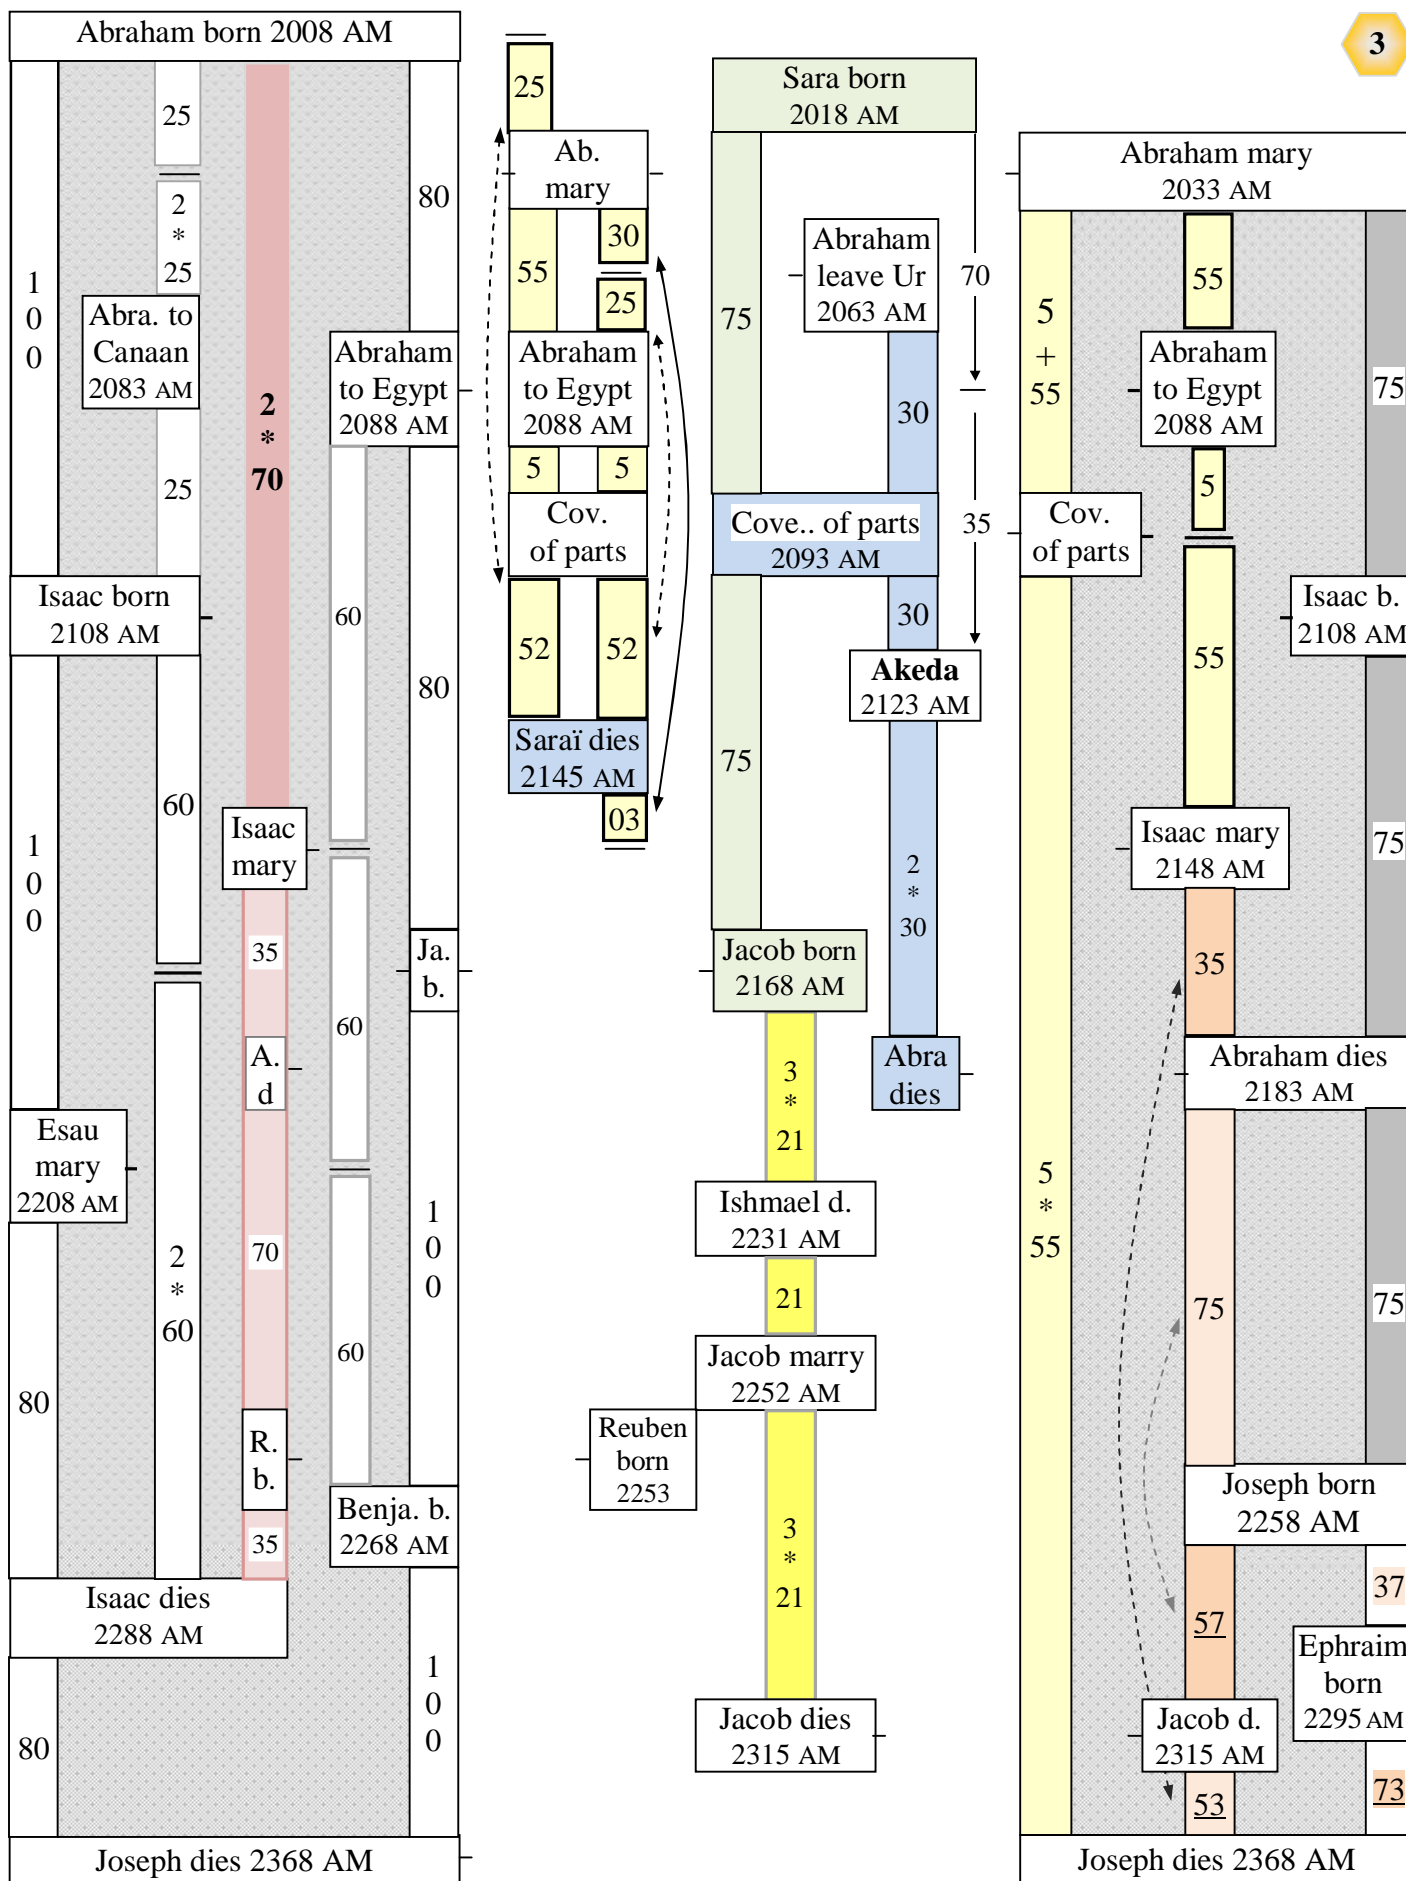 Abraham born 2008 AM
3
25
2
*
25
Abra. to
Canaan
2083 AM
25
1
0
0
Isaac born
2108 AM
1
0
0
60
Esau
mary
2208 AM
2
*
60
80
Isaac dies
2288 AM
80
Joseph dies 2368 AM
2
*
70
Isaac
mary
35
A.
d
70
R.
b.
35
80
Abraham
to Egypt
2088 AM
60
80
Ja.
b.
60
1
0
0
60
Benja. b.
2268 AM
1
0
0
25
Ab.
mary
55
30
25
Abraham
to Egypt
2088 AM
5
5
Cov.
of parts
52
52
Saraï dies
2145 AM
03
Sara born
2018 AM
75
Abraham
leave Ur
2063 AM
70
30
35
Cove.. of parts
2093 AM
30
Akeda
2123 AM
75
2
*
30
Jacob born
2168 AM
Abra
dies
3
*
21
Ishmael d.
2231 AM
21
Jacob marry
2252 AM
Reuben
born
2253
3
*
21
Jacob dies
2315 AM
Abraham mary
2033 AM
5
+
55
55
Abraham
to Egypt
2088 AM
75
5
Cov.
of parts
55
Isaac b.
2108 AM
Isaac mary
2148 AM
75
35
Abraham dies
2183 AM
5
*
55
75
75
Joseph born
2258 AM
57
37
Ephraim
born
2295 AM
Jacob d.
2315 AM
53
73
Joseph dies 2368 AM